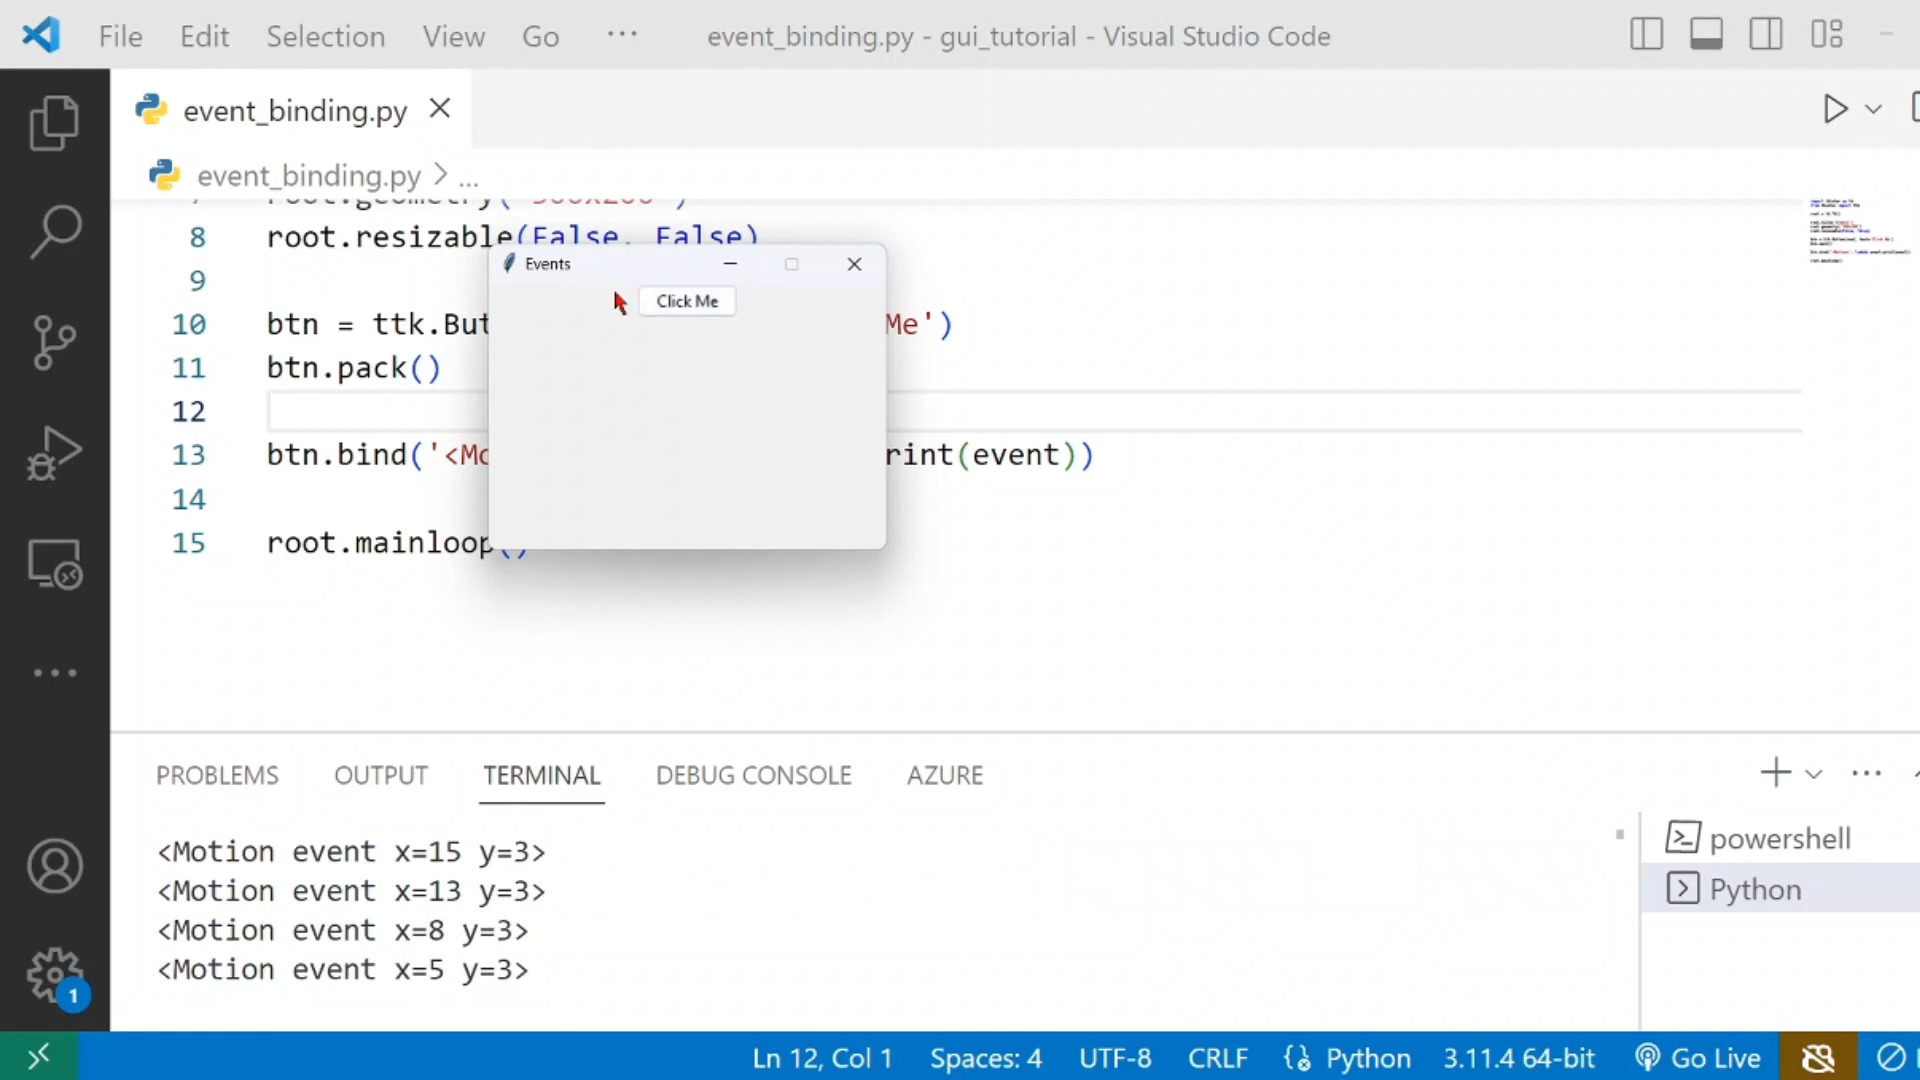 File Edit Selection View Go ··· event_binding.py - gui_tutorial - Visual Studio Code
event_binding.py
event_binding.py > ...
8 root.resizable(False, False)
Events
9
Click Me
10 btn = ttk.But Me')
11 btn.pack()
12
13 btn.bind('<Mo rint(event))
14
15 root.mainloop()
PROBLEMS OUTPUT TERMINAL DEBUG CONSOLE AZURE
<Motion event x=15 y=3>
<Motion event x=13 y=3>
<Motion event x=8 y=3>
<Motion event x=5 y=3>
powershell
Python
1
Ln 12, Col 1 Spaces: 4 UTF-8 CRLF Python 3.11.4 64-bit Go Live